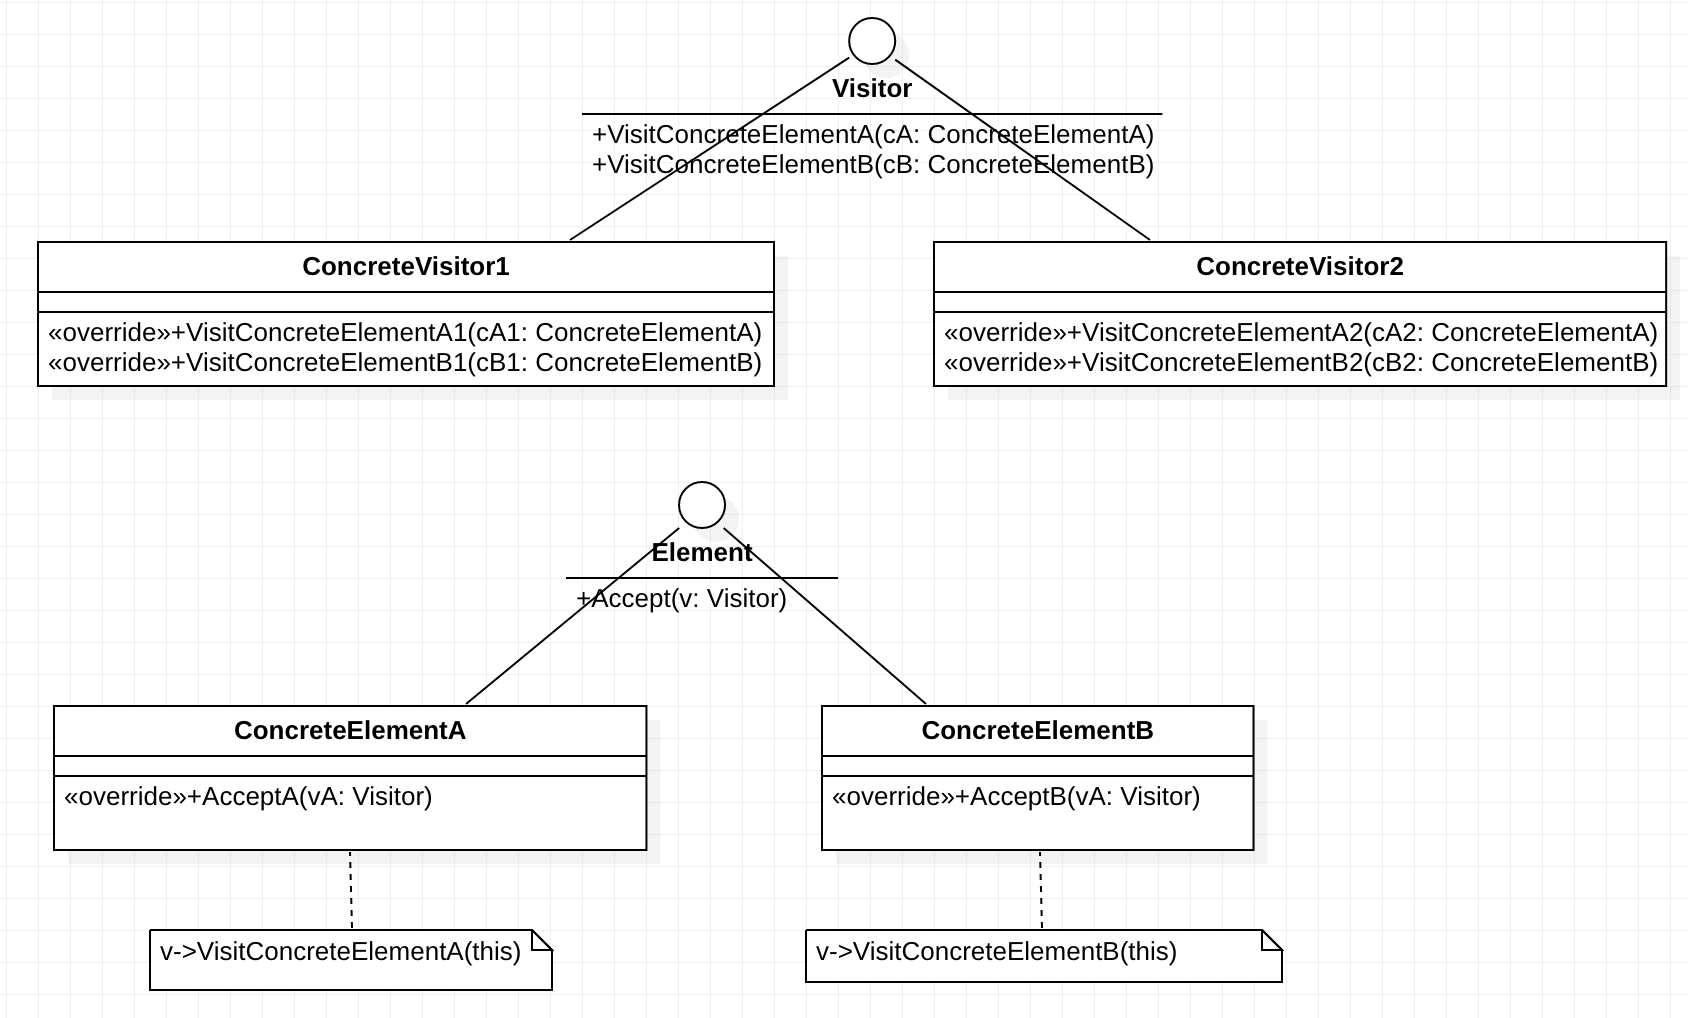 Visitor
+VisitConcreteElementA(cA: ConcreteElementA)
+VisitConcreteElementB(cB: ConcreteElementB)
ConcreteVisitor1
«override»+VisitConcreteElementA1(cA1: ConcreteElementA)
«override»+VisitConcreteElementB1(cB1: ConcreteElementB)
ConcreteVisitor2
«override»+VisitConcreteElementA2(cA2: ConcreteElementA)
«override»+VisitConcreteElementB2(cB2: ConcreteElementB)
Element
+Accept(v: Visitor)
ConcreteElementA
«override»+AcceptA(vA: Visitor)
ConcreteElementB
«override»+AcceptB(vA: Visitor)
v->VisitConcreteElementA(this)
v->VisitConcreteElementB(this)